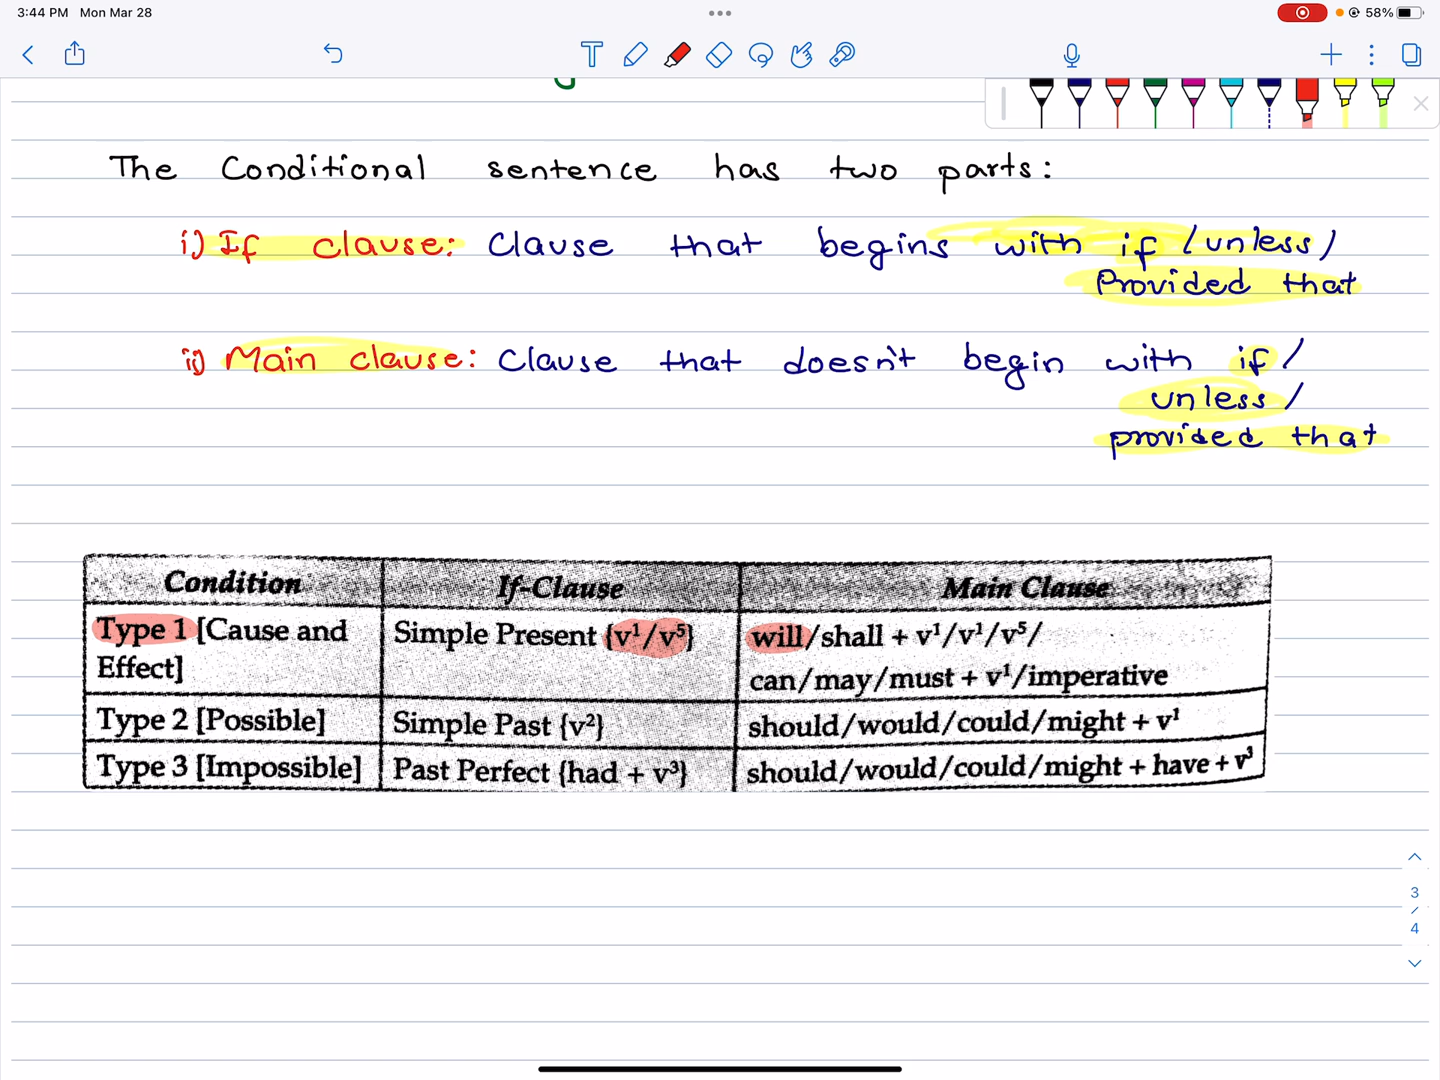 3:44 PM Mon Mar 28
58%
The Conditional sentence has two parts:
i) If clause: Clause that begins with if / unless /
Provided that
ii) Main clause: Clause that doesn't begin with if /
unless /
provided that
Condition If-Clause Main Clause
Type 1 [Cause and Effect] Simple Present {v¹/v⁵} will/shall + v¹/v¹/v⁵/
can/may/must + v¹/imperative
Type 2 [Possible] Simple Past {v²} should/would/could/might + v¹
Type 3 [Impossible] Past Perfect {had + v³} should/would/could/might + have + v³
3
/
4